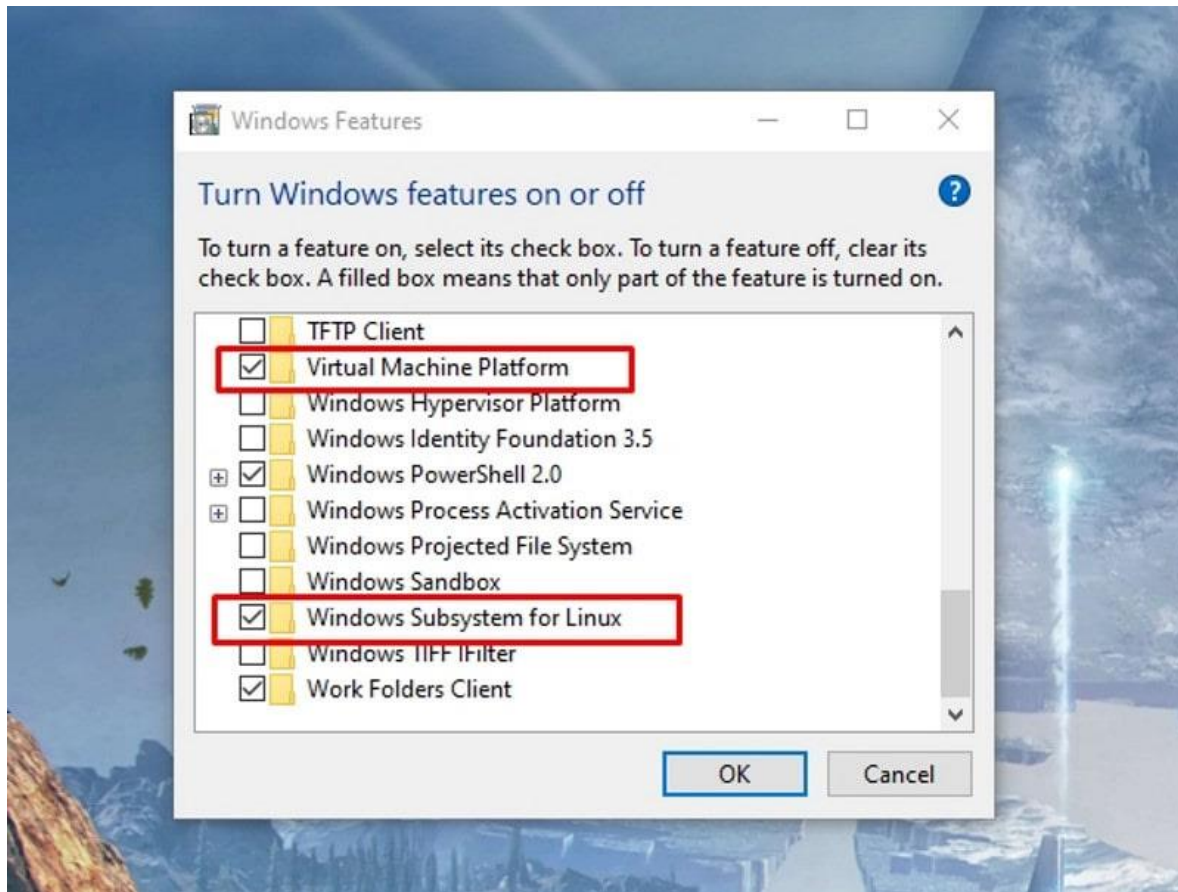 Windows Features
Turn Windows features on or off
?
To turn a feature on, select its check box. To turn a feature off, clear its
check box. A filled box means that only part of the feature is turned on.
TFTP Client
Virtual Machine Platform
Windows Hypervisor Platform
Windows Identity Foundation 3.5
Windows PowerShell 2.0
Windows Process Activation Service
Windows Projected File System
Windows Sandbox
Windows Subsystem for Linux
Windows TIFF IFilter
Work Folders Client
OK
Cancel